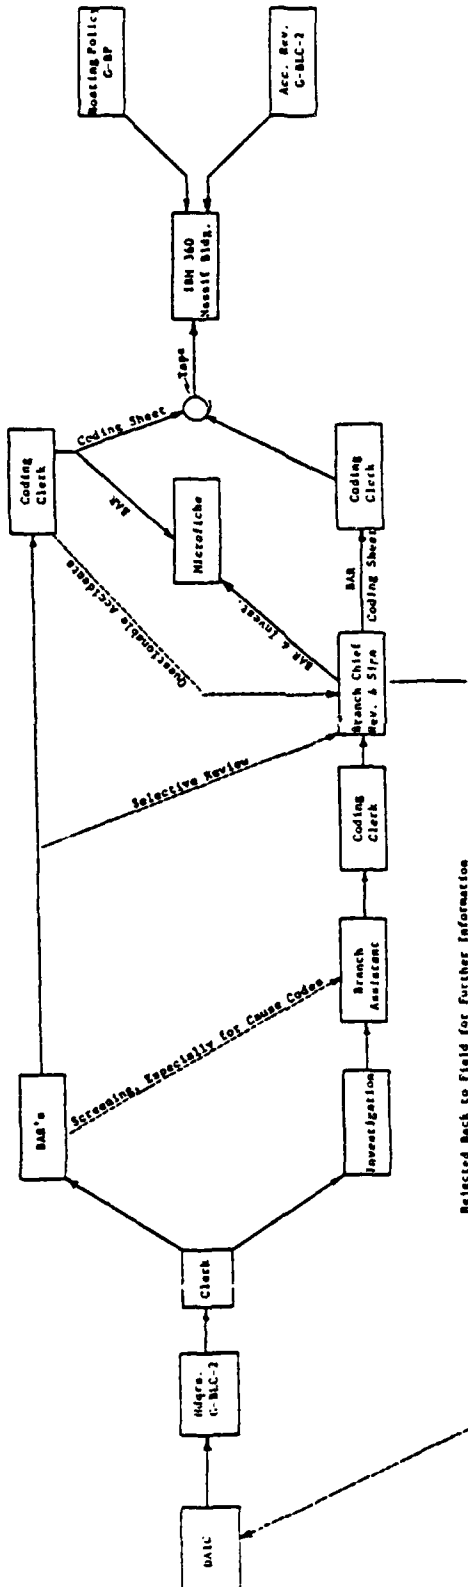 OAIC
Hdqrs.
G-BLC-2
Clerk
BAR's
Investigation
Screening, Especially for Cause Codes
Branch
Assistant
Coding
Clerk
Selective Review
Branch Chief
Rev. & Sign
Questionable Accidents
Coding
Clerk
BAR
Coding Sheet
BAR & Invest.
Microfiche
BAR
Coding Sheet
Coding
Clerk
Tape
IBM 360
Nassif Bldg.
Boating Policy
G-BP
Acc. Rev.
G-BLC-2
Rejected Back to Field for Further Information